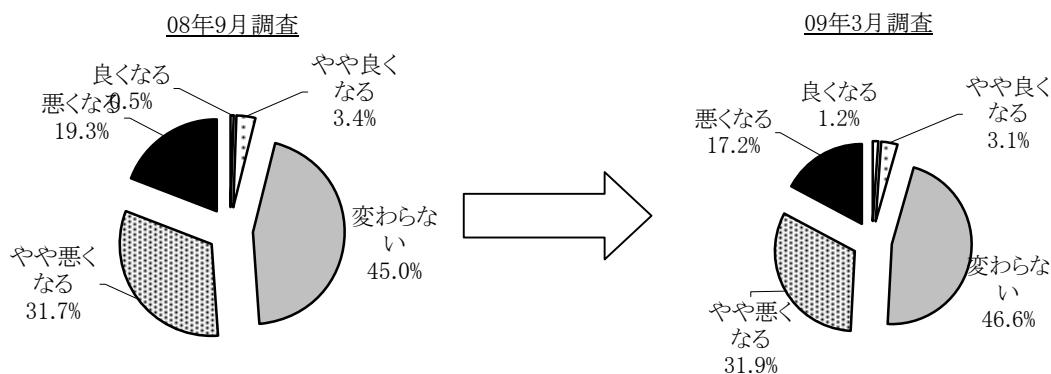 08年9月調査
良くなる
0.5%
やや良く
なる
3.4%
悪くなる
19.3%
変わらな
い
45.0%
やや悪く
なる
31.7%
09年3月調査
良くなる
1.2%
やや良く
なる
3.1%
悪くなる
17.2%
変わらな
い
46.6%
やや悪く
なる
31.9%